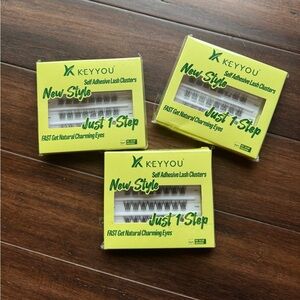 KEYYOU
Self Adhesive Lash Clusters
New Style
Just 1 Step
FAST Get Natural Charming Eyes
KEYYOU
Self Adhesive Lash Clusters
New Style
Just 1 Step
FAST Get Natural Charming Eyes
KEYYOU
Self Adhesive Lash Clusters
New Style
Just 1 Step
FAST Get Natural Charming Eyes